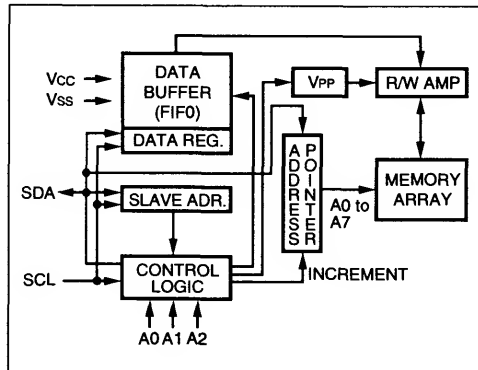 Vcc
Vss
DATA
BUFFER
(FIF0)
DATA REG.
VPP
R/W AMP
ADDRESS
POINTER
A0 to
A7
MEMORY
ARRAY
SDA
SLAVE ADR.
SCL
CONTROL
LOGIC
INCREMENT
A0 A1 A2